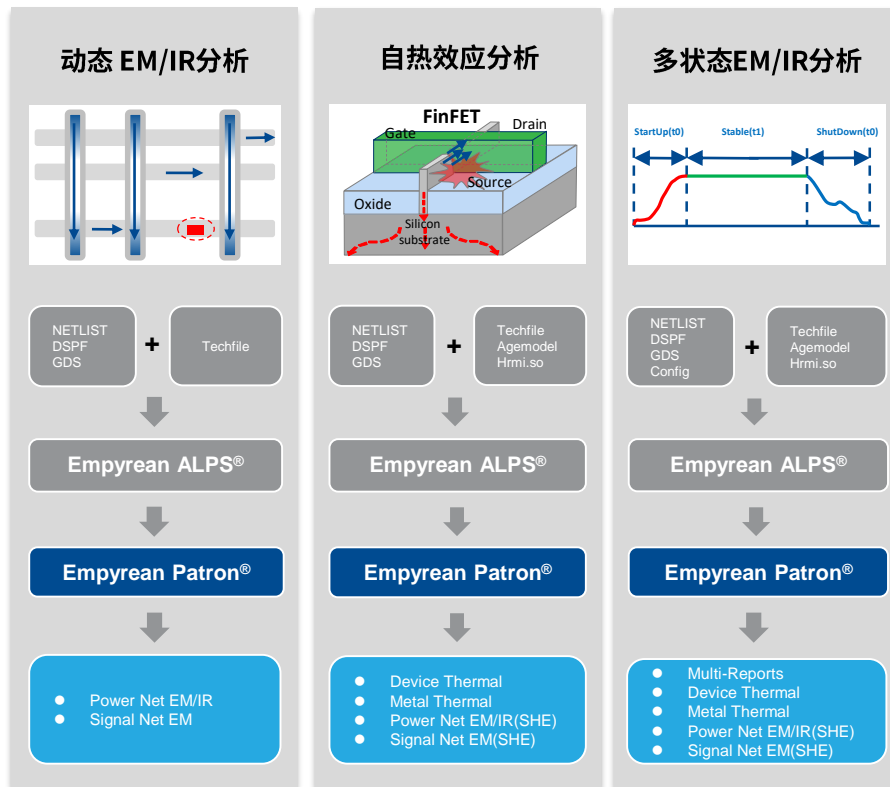 动态 EM/IR分析
NETLIST
DSPF
GDS
+
Techfile
Empyrean ALPS®
Empyrean Patron®
Power Net EM/IR
Signal Net EM
自热效应分析
FinFET
Gate
Drain
Source
Oxide
Silicon
substrate
NETLIST
DSPF
GDS
+
Techfile
Agemodel
Hrmi.so
Empyrean ALPS®
Empyrean Patron®
Device Thermal
Metal Thermal
Power Net EM/IR(SHE)
Signal Net EM(SHE)
多状态EM/IR分析
StartUp(t0)
Stable(t1)
ShutDown(t0)
NETLIST
DSPF
GDS
Config
+
Techfile
Agemodel
Hrmi.so
Empyrean ALPS®
Empyrean Patron®
Multi-Reports
Device Thermal
Metal Thermal
Power Net EM/IR(SHE)
Signal Net EM(SHE)